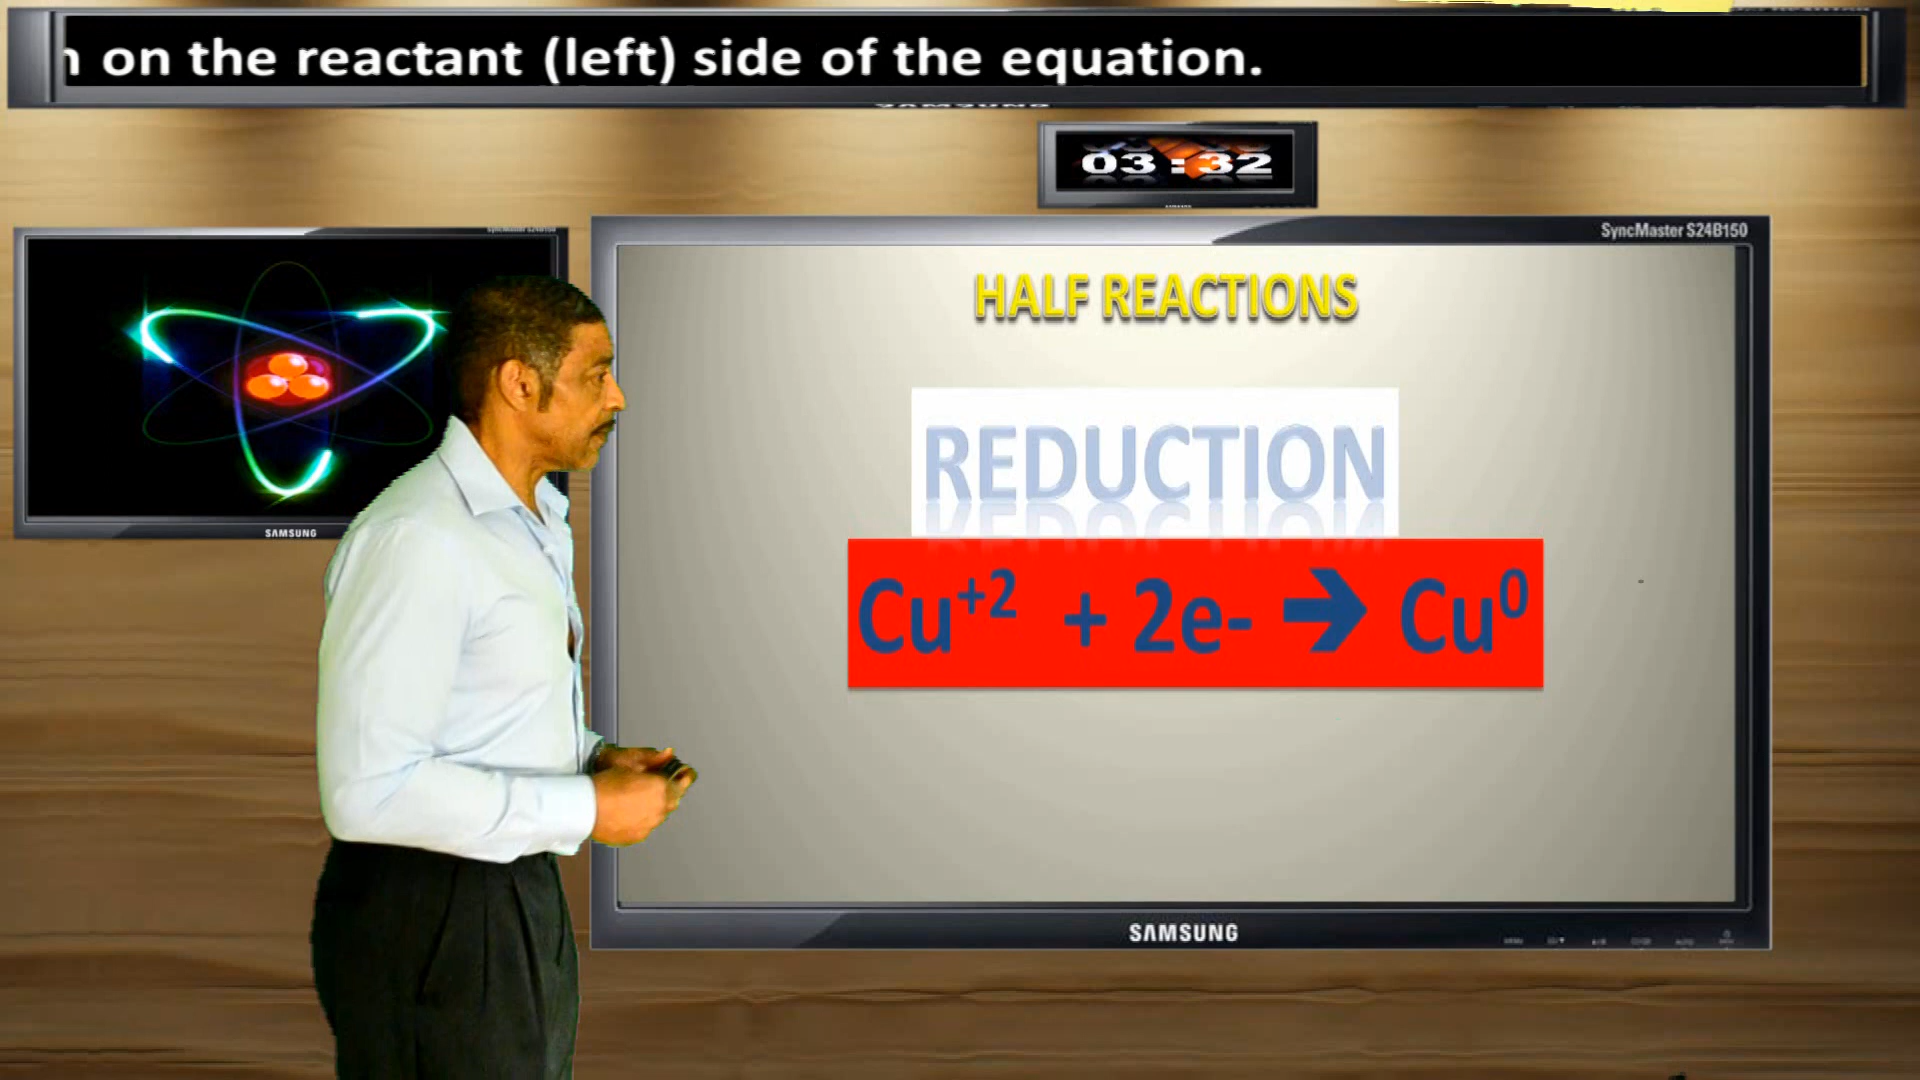 on the reactant (left) side of the equation.
SAMSUNG
03:32
SyncMaster S24B150
HALF REACTIONS
REDUCTION
Cu⁺² + 2e- ➔ Cu⁰
SAMSUNG
SAMSUNG